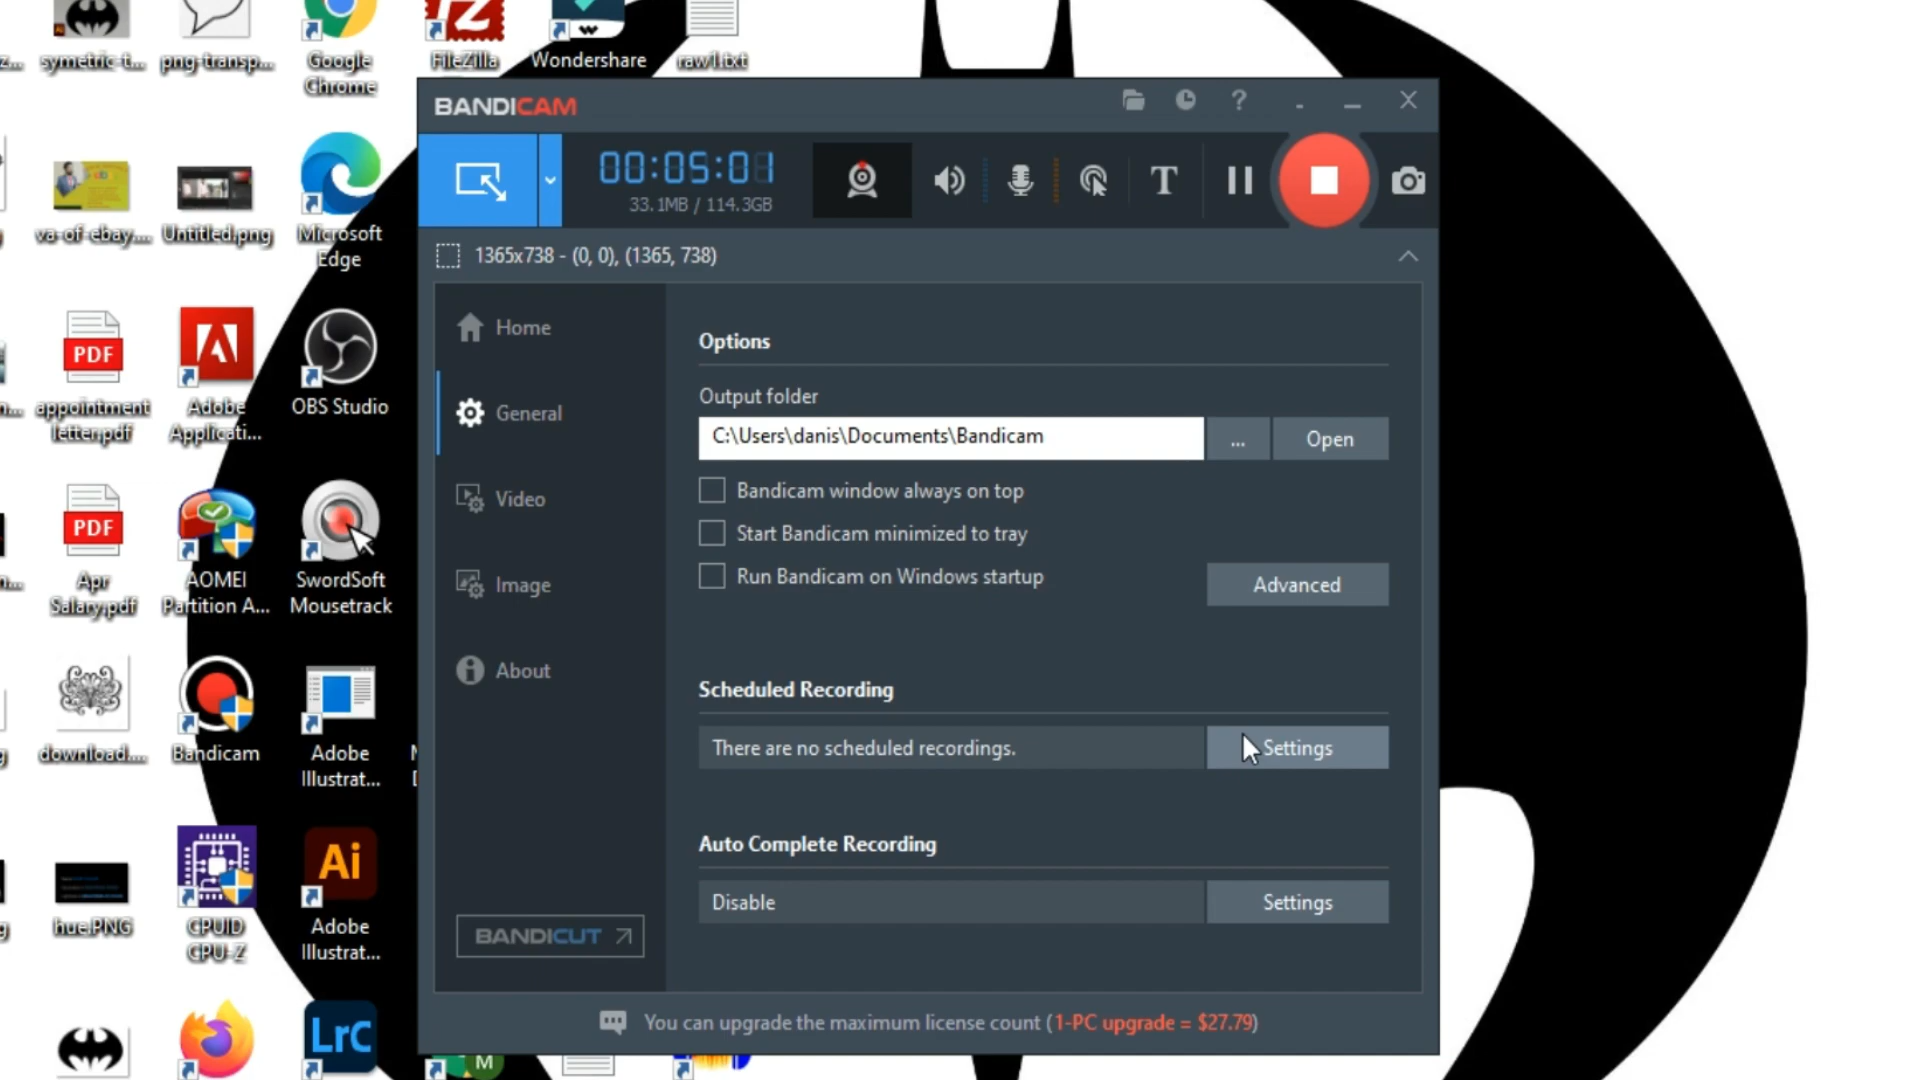 symetric-t...
png-transp...
Google
Chrome
FileZilla
Wondershare
raw1.txt
va-of-ebay....
Untitled.png
Microsoft
Edge
PDF
appointment
letter.pdf
Adobe
Applicati...
OBS Studio
PDF
Apr
Salary.pdf
AOMEI
Partition A...
SwordSoft
Mousetrack
download....
Bandicam
Adobe
Illustrat...
hue.PNG
CPUID
CPU-Z
Ai
Adobe
Illustrat...
LrC
M
BANDICAM
00:05:01
33.1MB / 114.3GB
T
1365x738 - (0, 0), (1365, 738)
Home
General
Video
Image
About
BANDICUT
Options
Output folder
C:\Users\danis\Documents\Bandicam
...
Open
Bandicam window always on top
Start Bandicam minimized to tray
Run Bandicam on Windows startup
Advanced
Scheduled Recording
There are no scheduled recordings.
Settings
Auto Complete Recording
Disable
Settings
You can upgrade the maximum license count (1-PC upgrade = $27.79)